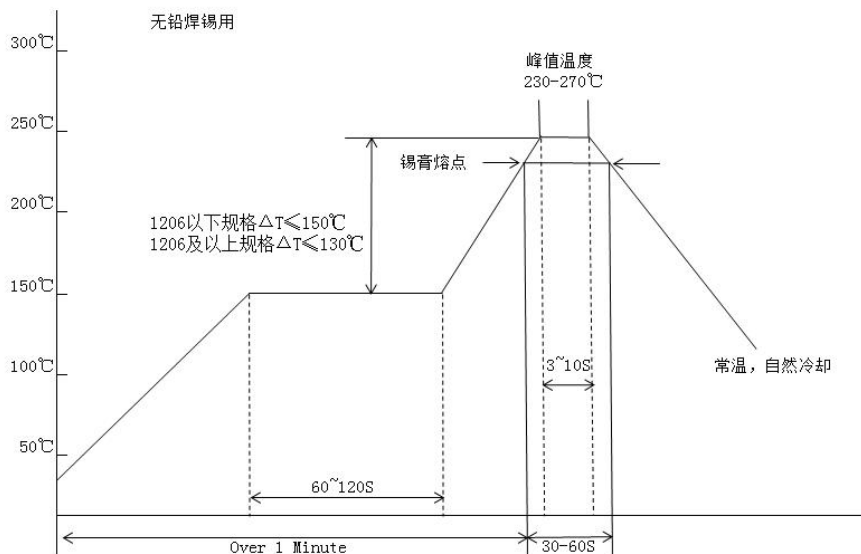 无铅焊锡用
300℃
峰值温度
230-270℃
250℃
锡膏熔点
200℃
1206以下规格△T≤150℃
1206及以上规格△T≤130℃
150℃
100℃
3~10S
常温，自然冷却
50℃
60~120S
Over 1 Minute
30-60S